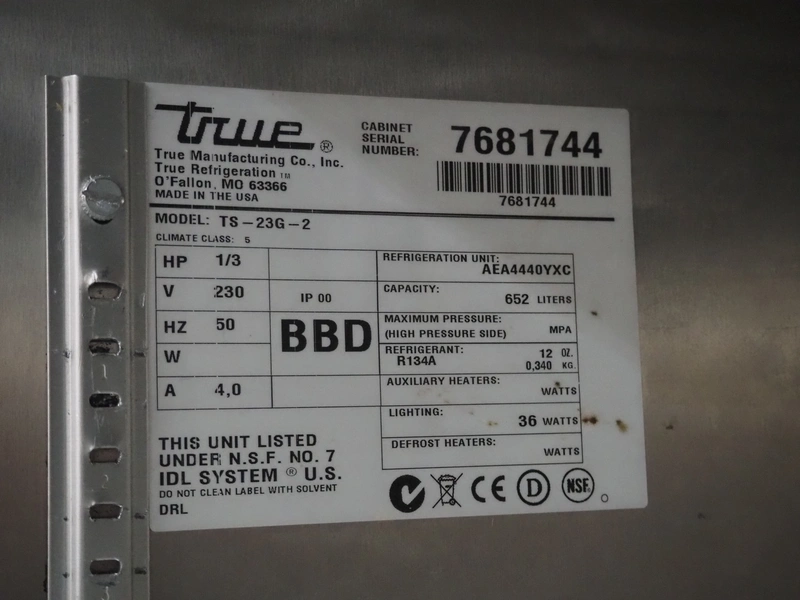 true ®
True Manufacturing Co., Inc.
True Refrigeration TM
O'Fallon, MO 63366
MADE IN THE USA
CABINET
SERIAL
NUMBER:
7681744
7681744
MODEL: TS-23G-2
CLIMATE CLASS: 5
HP 1/3
V 230
HZ 50
W
A 4,0
IP 00
BBD
REFRIGERATION UNIT:
AEA4440YXC
CAPACITY:
652 LITERS
MAXIMUM PRESSURE:
(HIGH PRESSURE SIDE) MPA
REFRIGERANT: 12 OZ.
R134A 0,340 KG.
AUXILIARY HEATERS:
WATTS
LIGHTING:
36 WATTS
DEFROST HEATERS:
WATTS
THIS UNIT LISTED
UNDER N.S.F. NO. 7
IDL SYSTEM ® U.S.
DO NOT CLEAN LABEL WITH SOLVENT
DRL
CE D NSF